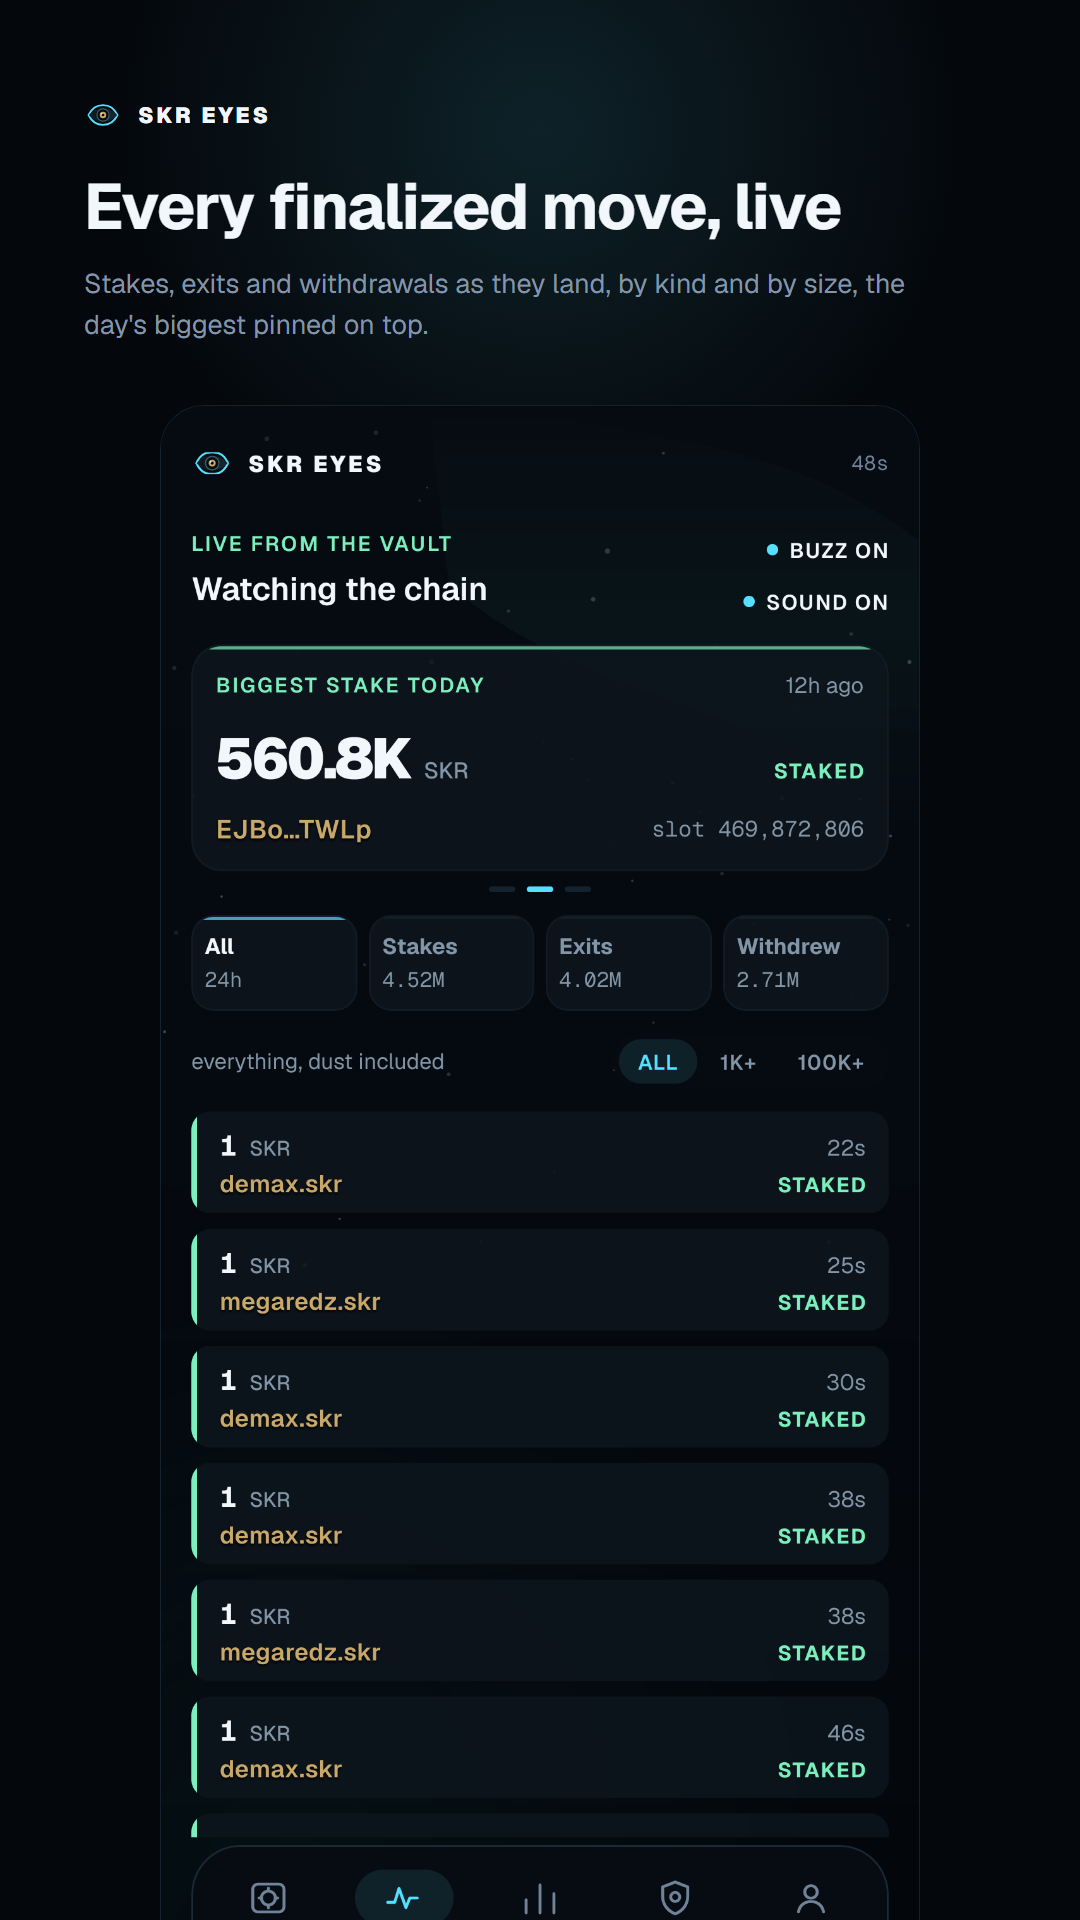 SKR EYES
Every finalized move, live
Stakes, exits and withdrawals as they land, by kind and by size, the
day's biggest pinned on top.
SKR EYES
48s
LIVE FROM THE VAULT
BUZZ ON
Watching the chain
SOUND ON
BIGGEST STAKE TODAY
12h ago
560.8K SKR
STAKED
EJBo...TWLp
slot 469,872,806
All
24h
Stakes
4.52M
Exits
4.02M
Withdrew
2.71M
everything, dust included
ALL
1K+
100K+
1 SKR
22s
demax.skr
STAKED
1 SKR
25s
megaredz.skr
STAKED
1 SKR
30s
demax.skr
STAKED
1 SKR
38s
demax.skr
STAKED
1 SKR
38s
megaredz.skr
STAKED
1 SKR
46s
demax.skr
STAKED